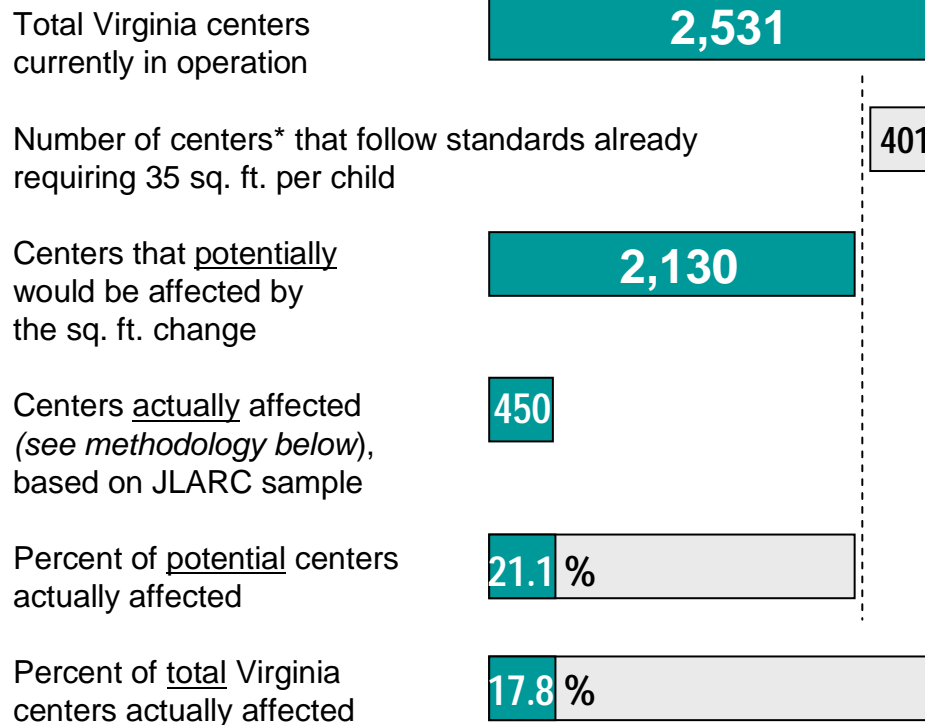 Total Virginia centers
currently in operation
2,531
Number of centers* that follow standards already
requiring 35 sq. ft. per child
401
Centers that potentially
would be affected by
the sq. ft. change
2,130
Centers actually affected
(see methodology below),
based on JLARC sample
450
Percent of potential centers
actually affected
21.1 %
Percent of total Virginia
centers actually affected
17.8 %